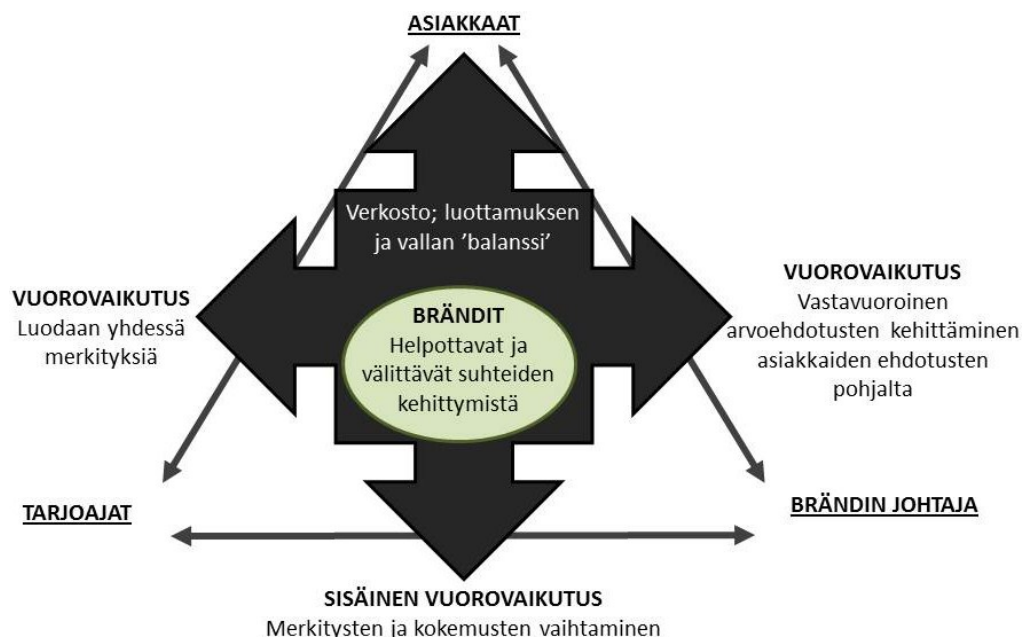 ASIAKKAAT
Verkosto; luottamuksen
ja vallan 'balanssi'
VUOROVAIKUTUS
Luodaan yhdessä
merkityksiä
BRÄNDIT
Helpottavat ja
välittävät suhteiden
kehittymistä
VUOROVAIKUTUS
Vastavuoroinen
arvoehdotusten kehittäminen
asiakkaiden ehdotusten
pohjalta
TARJOAJAT
BRÄNDIN JOHTAJA
SISÄINEN VUOROVAIKUTUS
Merkitysten ja kokemusten vaihtaminen